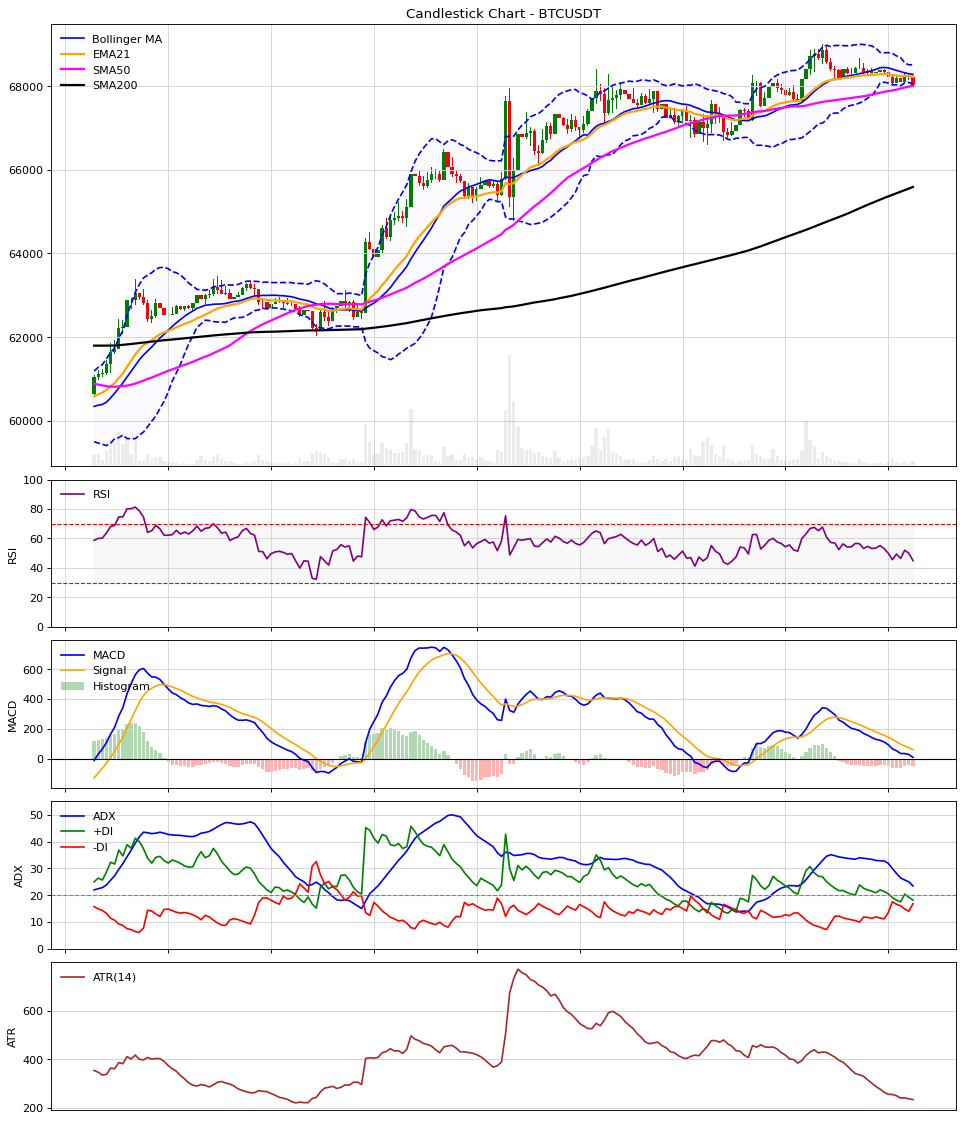 Candlestick Chart - BTCUSDT
Bollinger MA
EMA21
SMA50
SMA200
68000
66000
64000
62000
60000
RSI
100
80
60
40
20
0
RSI
MACD
Signal
Histogram
600
400
200
0
MACD
ADX
+DI
-DI
50
40
30
20
10
0
ADX
ATR(14)
600
400
200
ATR